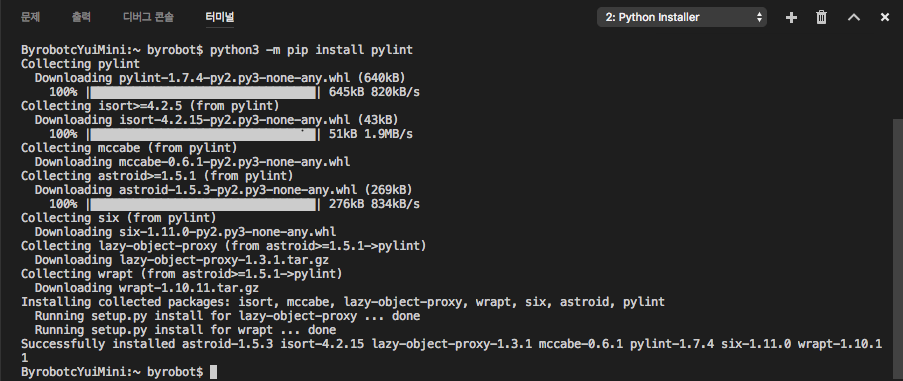 문제 출력 디버그 콘솔 터미널 2: Python Installer
ByrobotcYuiMini:~ byrobot$ python3 -m pip install pylint
Collecting pylint
Downloading pylint-1.7.4-py2.py3-none-any.whl (640kB)
100% |████████████████████████████████| 645kB 820kB/s
Collecting isort>=4.2.5 (from pylint)
Downloading isort-4.2.15-py2.py3-none-any.whl (43kB)
100% |████████████████████████████████| 51kB 1.9MB/s
Collecting mccabe (from pylint)
Downloading mccabe-0.6.1-py2.py3-none-any.whl
Collecting astroid>=1.5.1 (from pylint)
Downloading astroid-1.5.3-py2.py3-none-any.whl (269kB)
100% |████████████████████████████████| 276kB 834kB/s
Collecting six (from pylint)
Downloading six-1.11.0-py2.py3-none-any.whl
Collecting lazy-object-proxy (from astroid>=1.5.1->pylint)
Downloading lazy-object-proxy-1.3.1.tar.gz
Collecting wrapt (from astroid>=1.5.1->pylint)
Downloading wrapt-1.10.11.tar.gz
Installing collected packages: isort, mccabe, lazy-object-proxy, wrapt, six, astroid, pylint
Running setup.py install for lazy-object-proxy ... done
Running setup.py install for wrapt ... done
Successfully installed astroid-1.5.3 isort-4.2.15 lazy-object-proxy-1.3.1 mccabe-0.6.1 pylint-1.7.4 six-1.11.0 wrapt-1.10.1
1
ByrobotcYuiMini:~ byrobot$